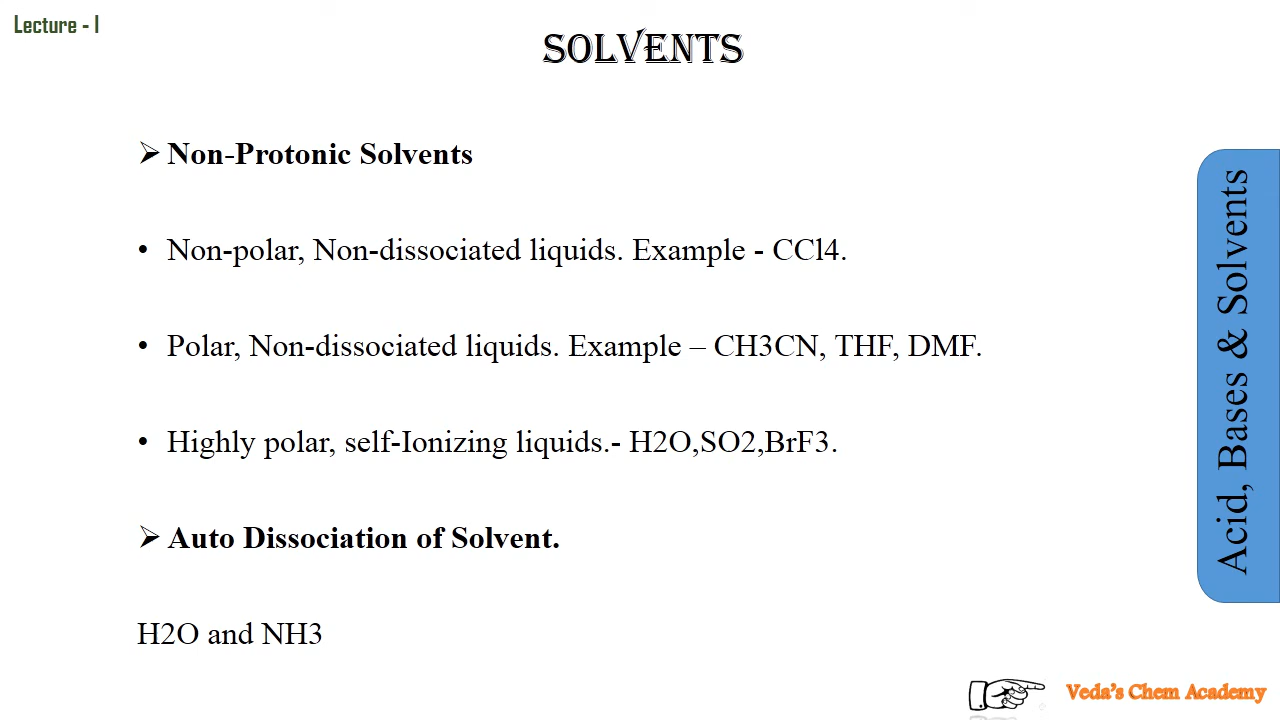 Lecture - I
SOLVENTS
Non-Protonic Solvents
Non-polar, Non-dissociated liquids. Example - CCl4.
Polar, Non-dissociated liquids. Example – CH3CN, THF, DMF.
Highly polar, self-Ionizing liquids.- H2O,SO2,BrF3.
Auto Dissociation of Solvent.
H2O and NH3
Acid, Bases & Solvents
Veda's Chem Academy